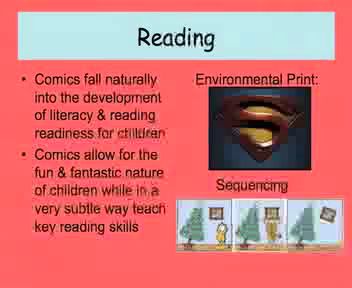 Reading
• Comics fall naturally
into the development
of literacy & reading
readiness for children
• Comics allow for the
fun & fantastic nature
of children while in a
very subtle way teach
key reading skills
Environmental Print:
S
Sequencing